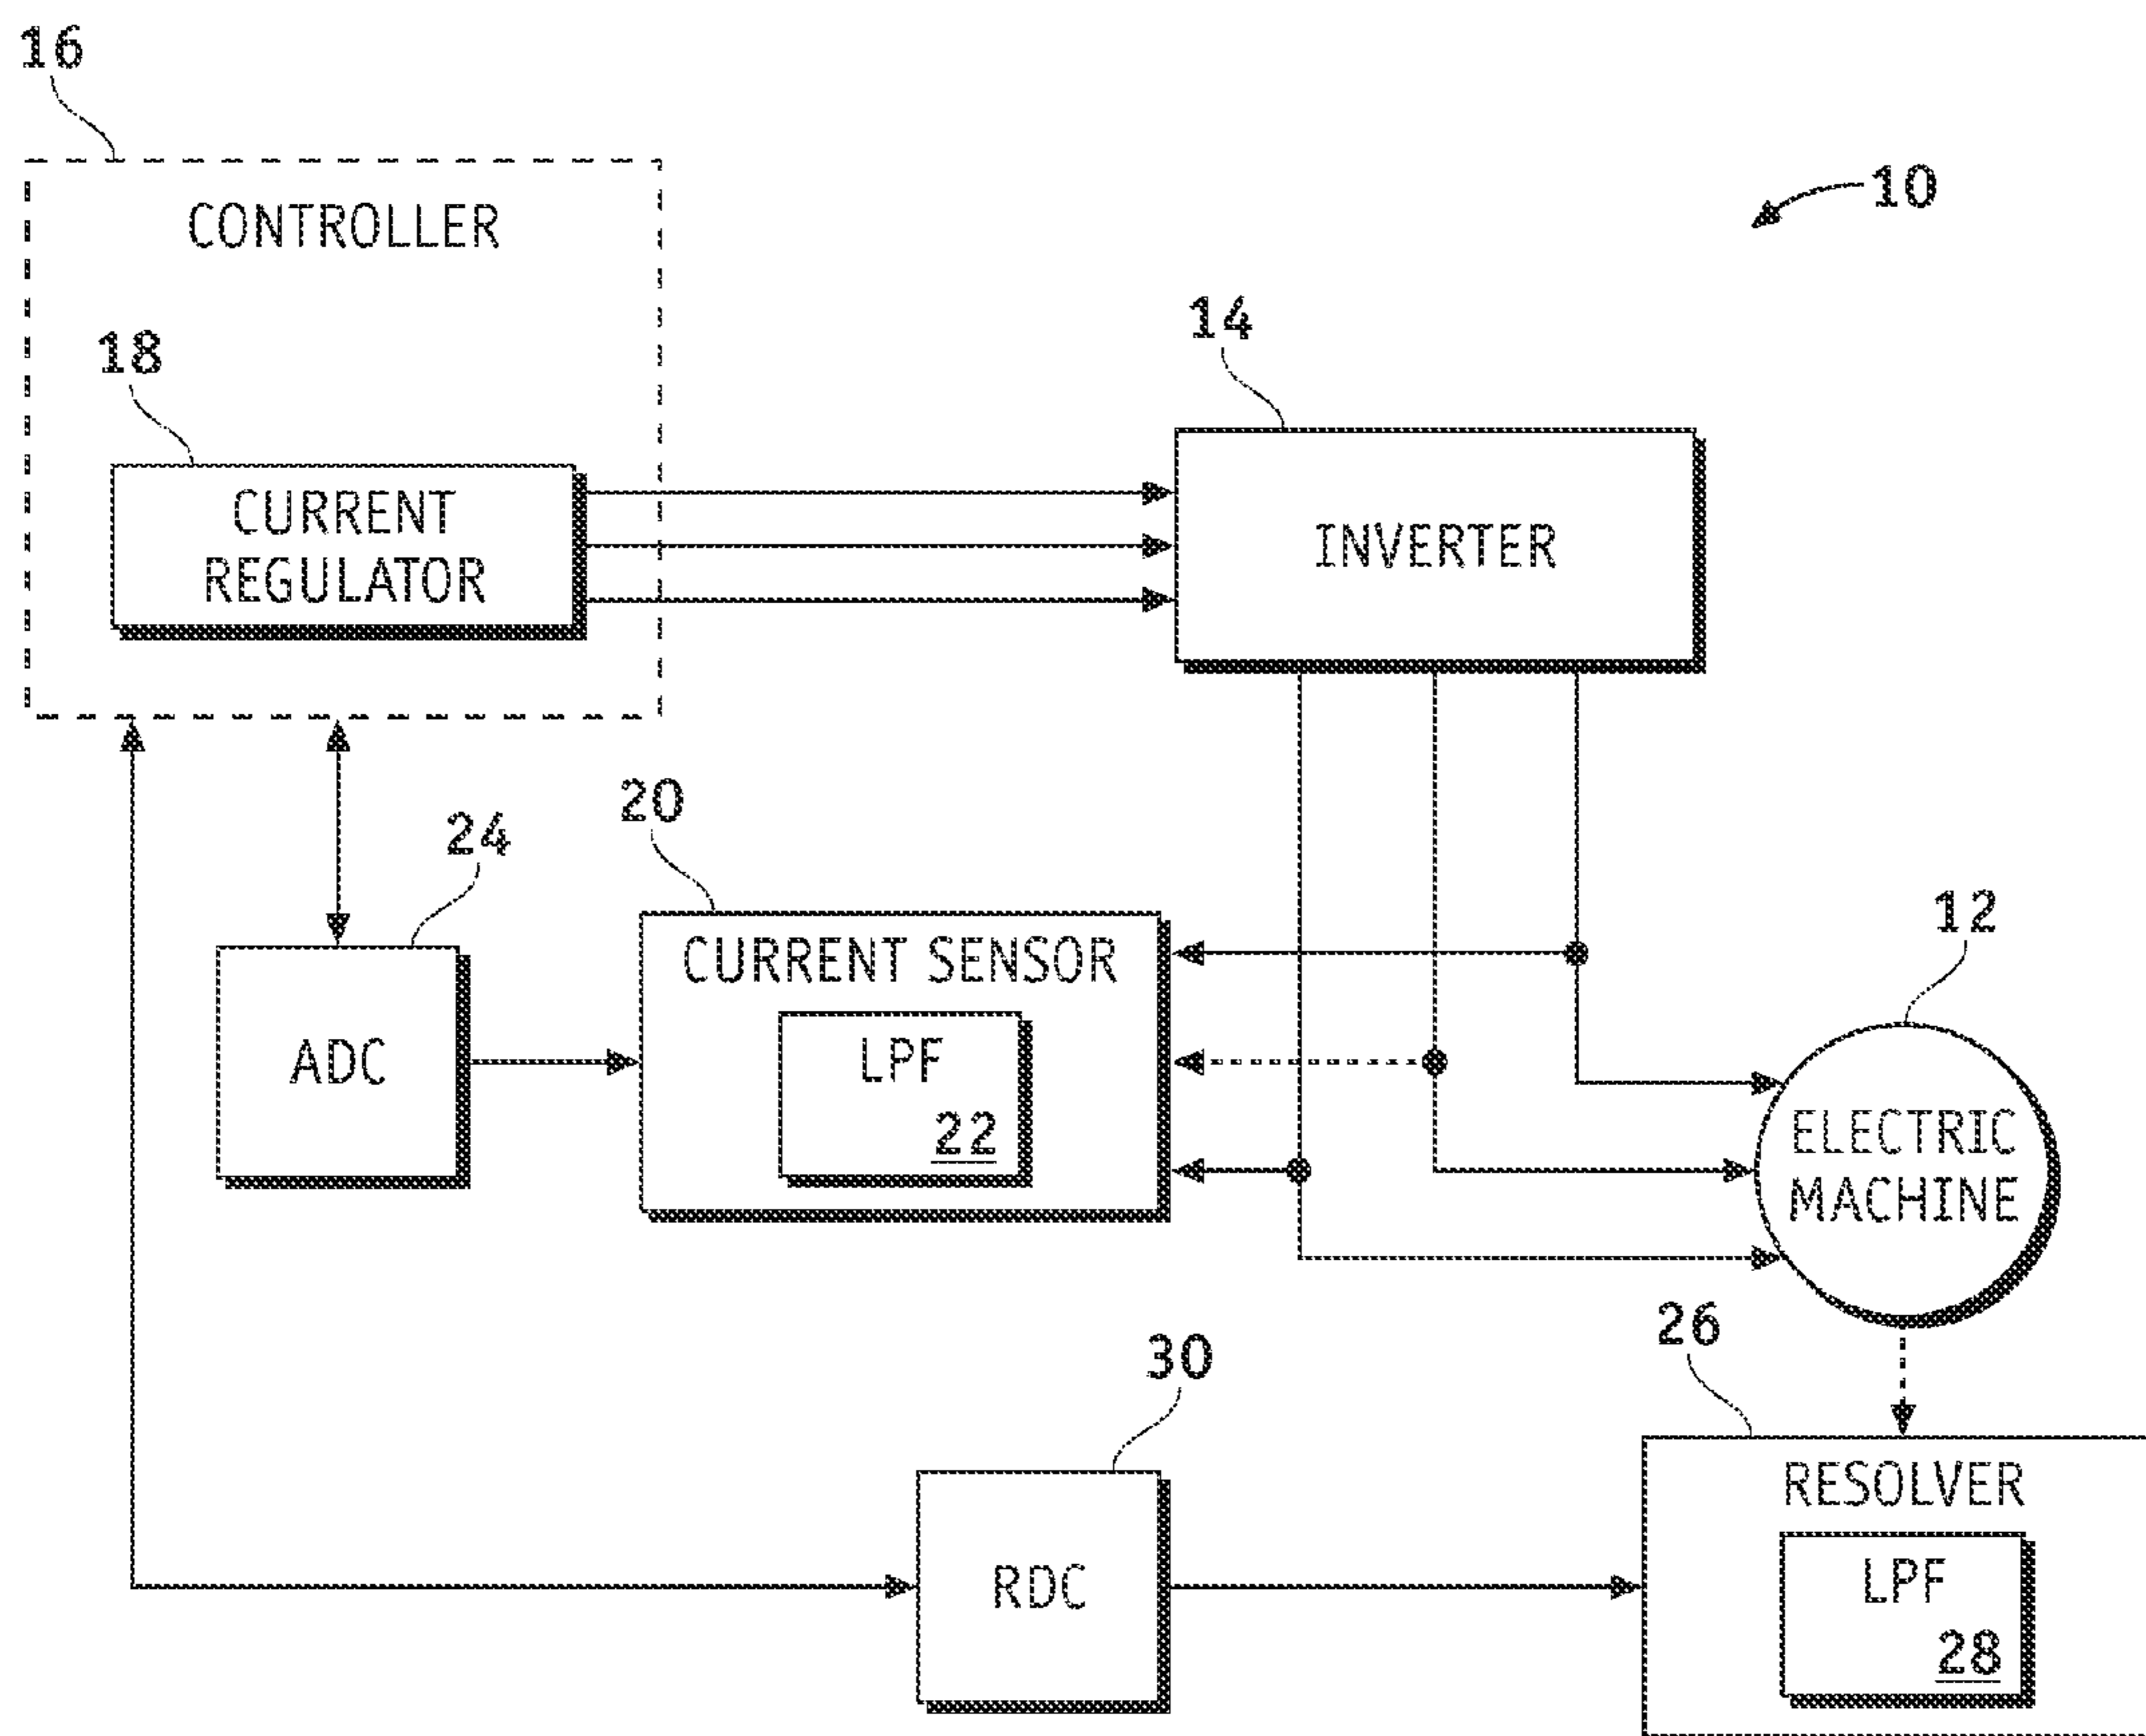 16
10
CONTROLLER
14
18
CURRENT
REGULATOR
INVERTER
20
24
12
CURRENT SENSOR
ADC
LPF
22
ELECTRIC
MACHINE
26
30
RESOLVER
RDC
LPF
28